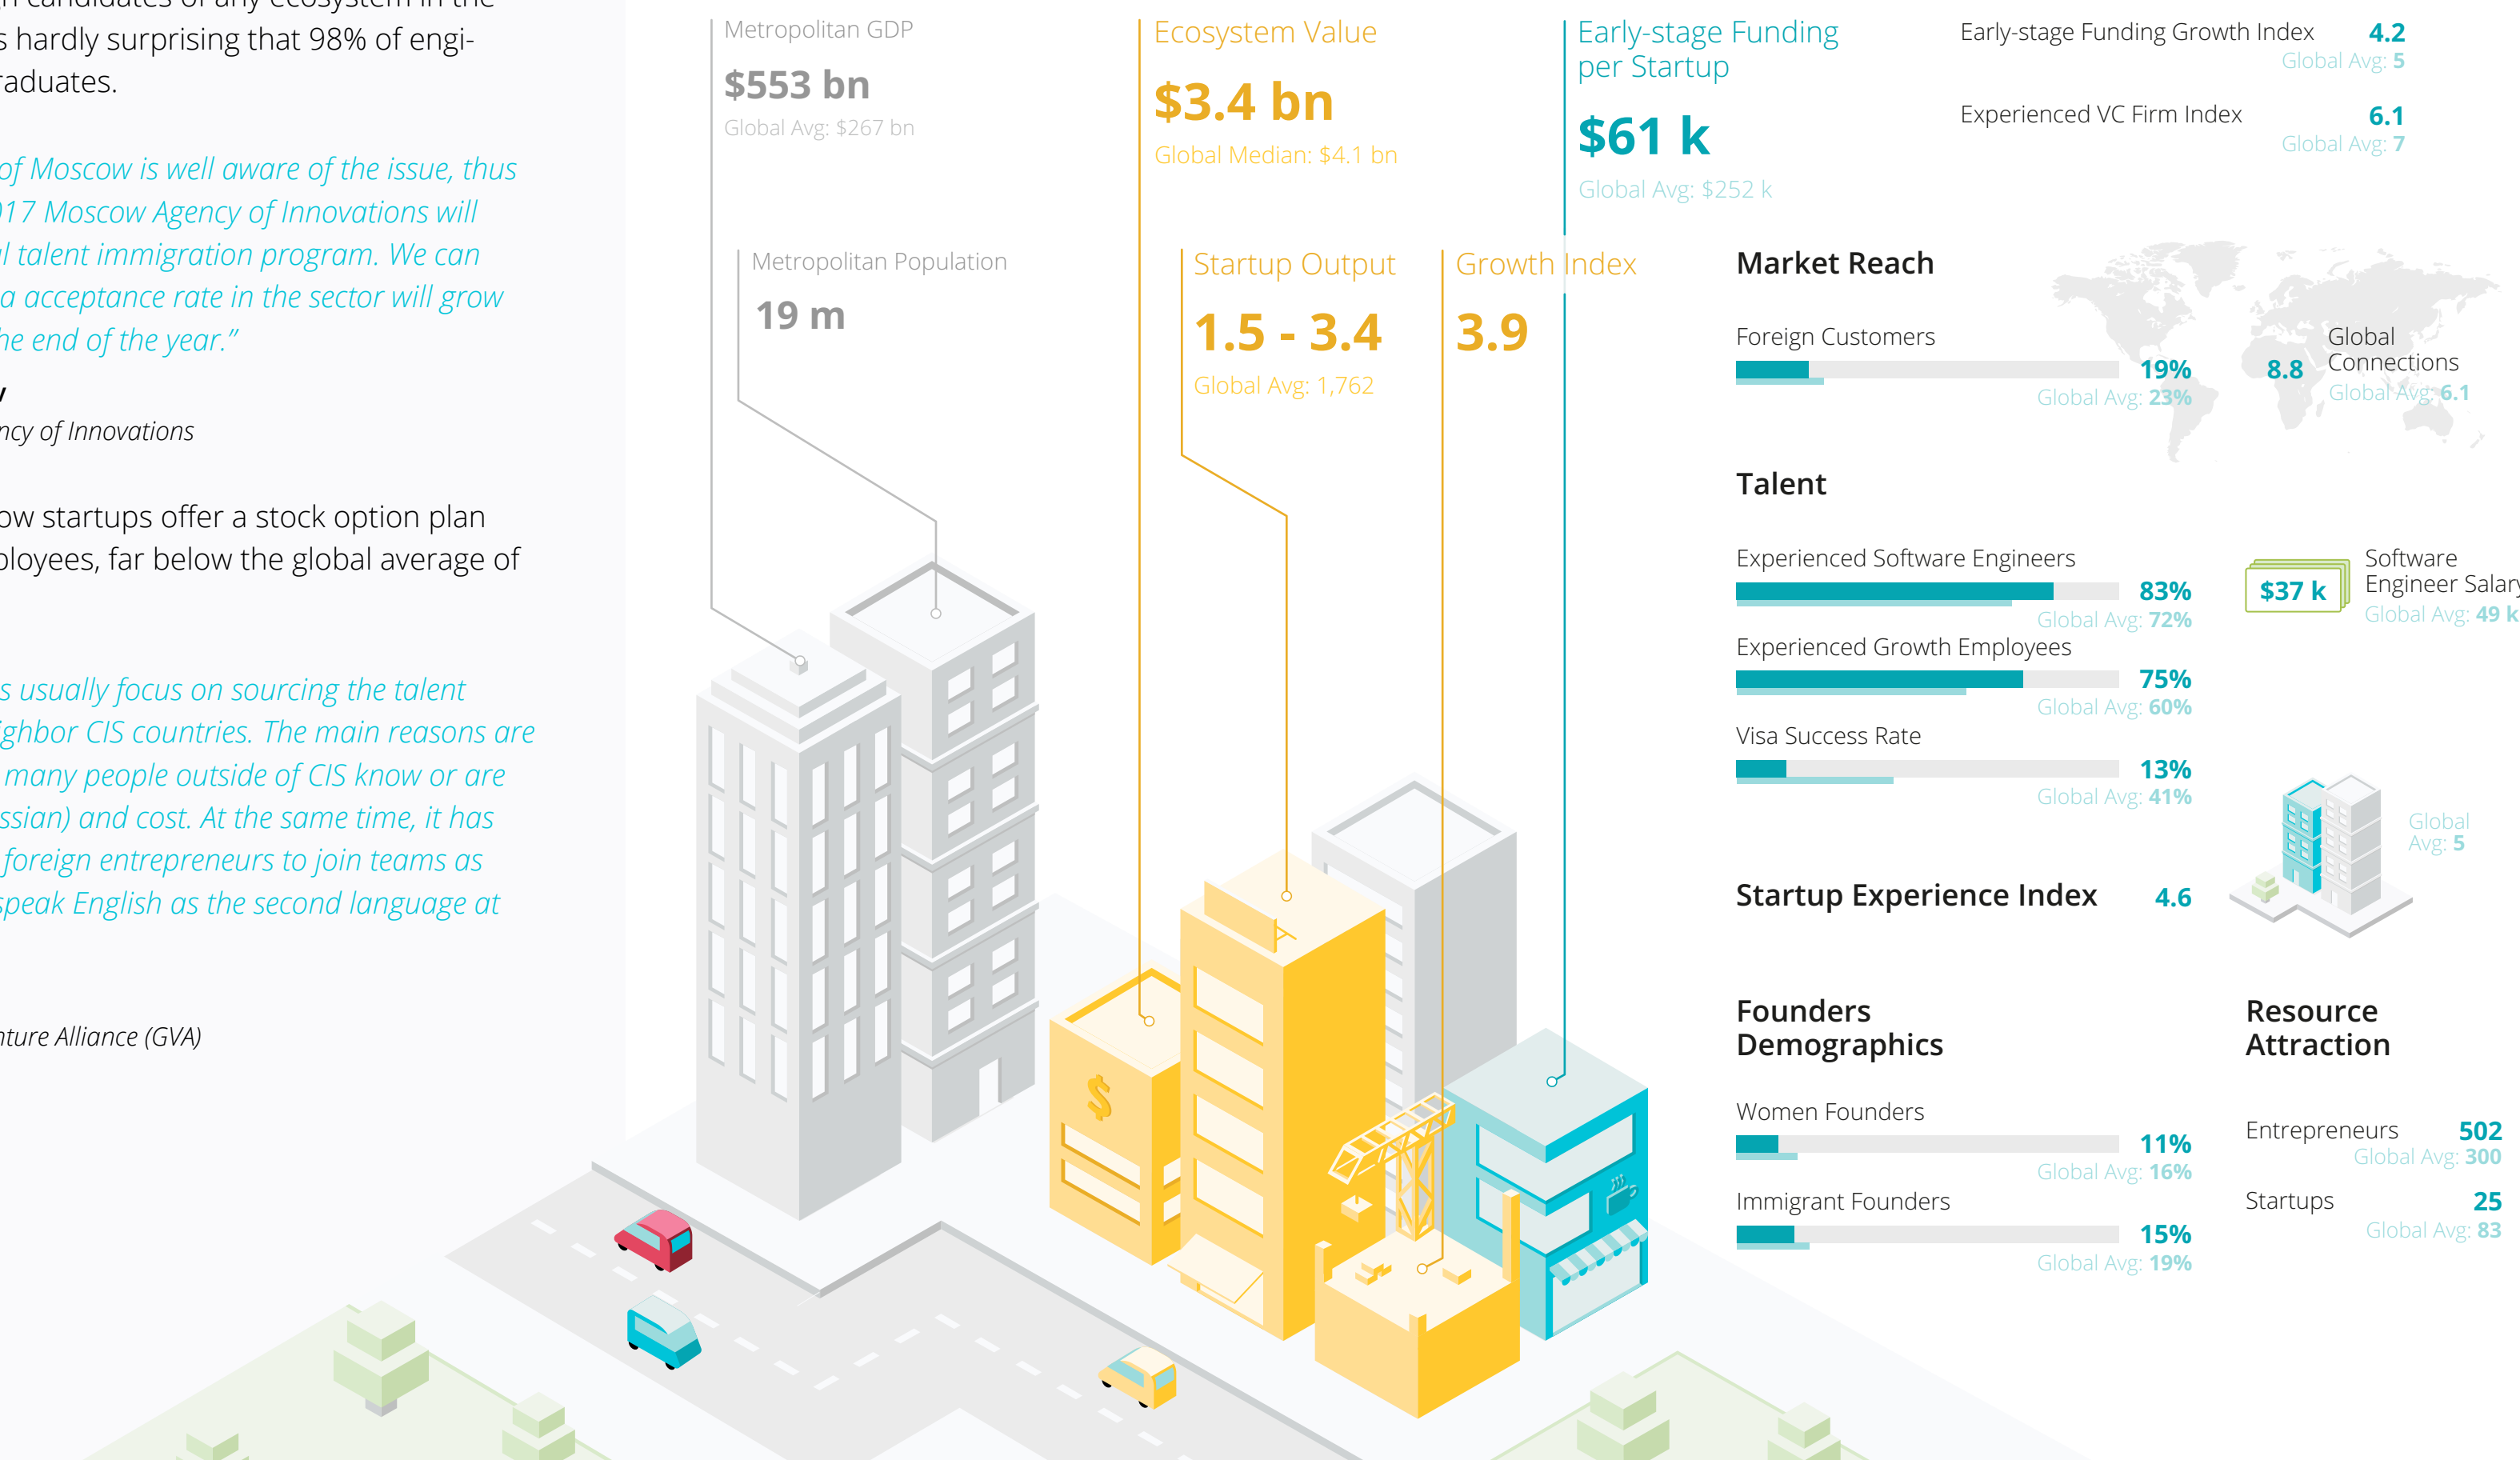 candidates of any ecosystem in the
s hardly surprising that 98% of engi-
raduates.
of Moscow is well aware of the issue, thus
017 Moscow Agency of Innovations will
l talent immigration program. We can
a acceptance rate in the sector will grow
he end of the year.”
ncy of Innovations
ow startups offer a stock option plan
ployees, far below the global average of
s usually focus on sourcing the talent
ighbor CIS countries. The main reasons are
many people outside of CIS know or are
ssian) and cost. At the same time, it has
foreign entrepreneurs to join teams as
speak English as the second language at
nture Alliance (GVA)
Metropolitan GDP
$553 bn
Global Avg: $267 bn
Metropolitan Population
19 m
Ecosystem Value
$3.4 bn
Global Median: $4.1 bn
Startup Output
1.5 - 3.4
Global Avg: 1,762
Growth Index
3.9
Early-stage Funding
per Startup
$61 k
Global Avg: $252 k
Early-stage Funding Growth Index 4.2
Global Avg: 5
Experienced VC Firm Index 6.1
Global Avg: 7
Market Reach
Foreign Customers
19%
Global Avg: 23%
8.8
Global
Connections
Global Avg: 6.1
Talent
Experienced Software Engineers
83%
Global Avg: 72%
$37 k
Software
Engineer Salary
Global Avg: 49 k
Experienced Growth Employees
75%
Global Avg: 60%
Visa Success Rate
13%
Global Avg: 41%
Startup Experience Index 4.6
Global
Avg: 5
Founders
Demographics
Women Founders
11%
Global Avg: 16%
Immigrant Founders
15%
Global Avg: 19%
Resource
Attraction
Entrepreneurs 502
Global Avg: 300
Startups 25
Global Avg: 83
$